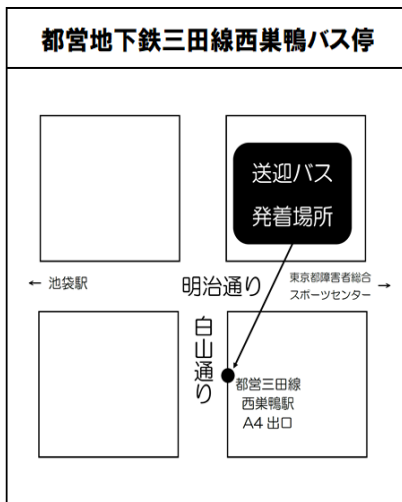 都営地下鉄三田線西巣鴨バス停
送迎バス
発着場所
← 池袋駅
明治通り
東京都障害者総合
スポーツセンター →
白山通り
都営三田線
西巣鴨駅
A4 出口